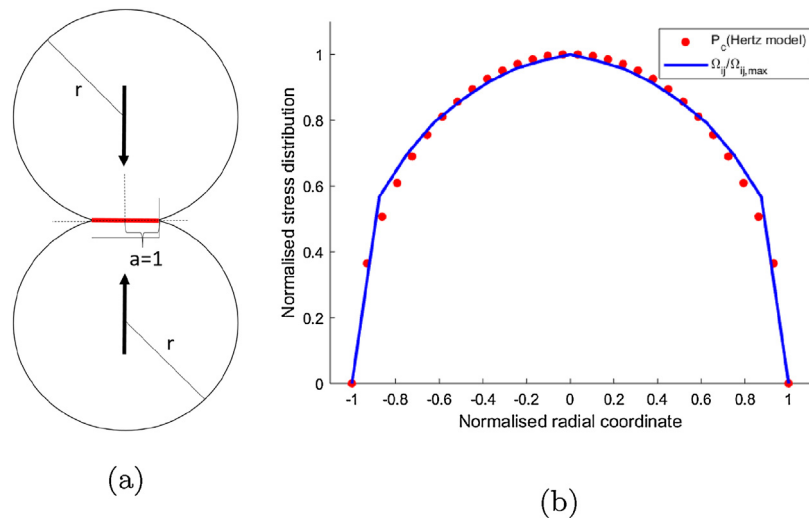 r
a=1
r
(a)
P_c(Hertz model)
Ω_ij/Ω_ij,max
Normalised stress distribution
1
0.8
0.6
0.4
0.2
0
-1 -0.8 -0.6 -0.4 -0.2 0 0.2 0.4 0.6 0.8 1
Normalised radial coordinate
(b)